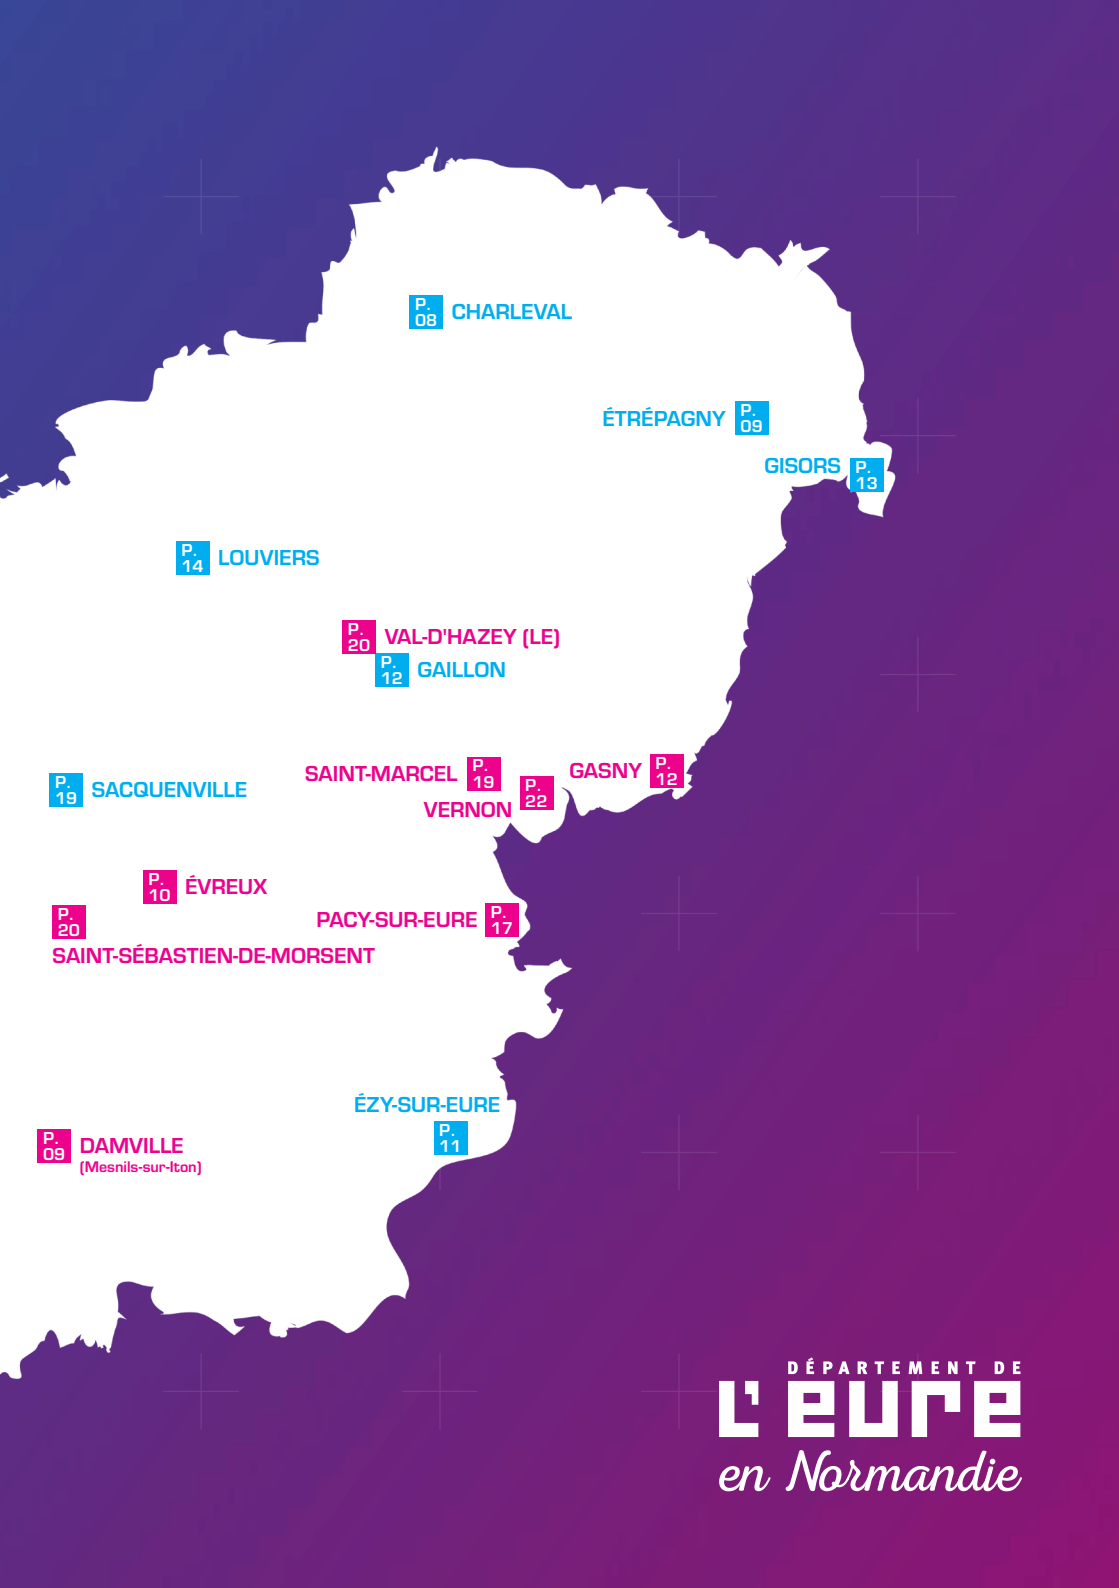 P.
08
CHARLEVAL
ÉTRÉPAGNY
P.
09
GISORS
P.
13
P.
14
LOUVIERS
P.
20
VAL-D'HAZEY (LE)
P.
12
GAILLON
SAINT-MARCEL
P.
19
GASNY
P.
12
P.
19
SACQUENVILLE
VERNON
P.
22
P.
10
ÉVREUX
P.
20
SAINT-SÉBASTIEN-DE-MORSENT
PACY-SUR-EURE
P.
17
ÉZY-SUR-EURE
P.
11
P.
09
DAMVILLE
(Mesnils-sur-Iton)
DÉPARTEMENT DE
L'eure
en Normandie